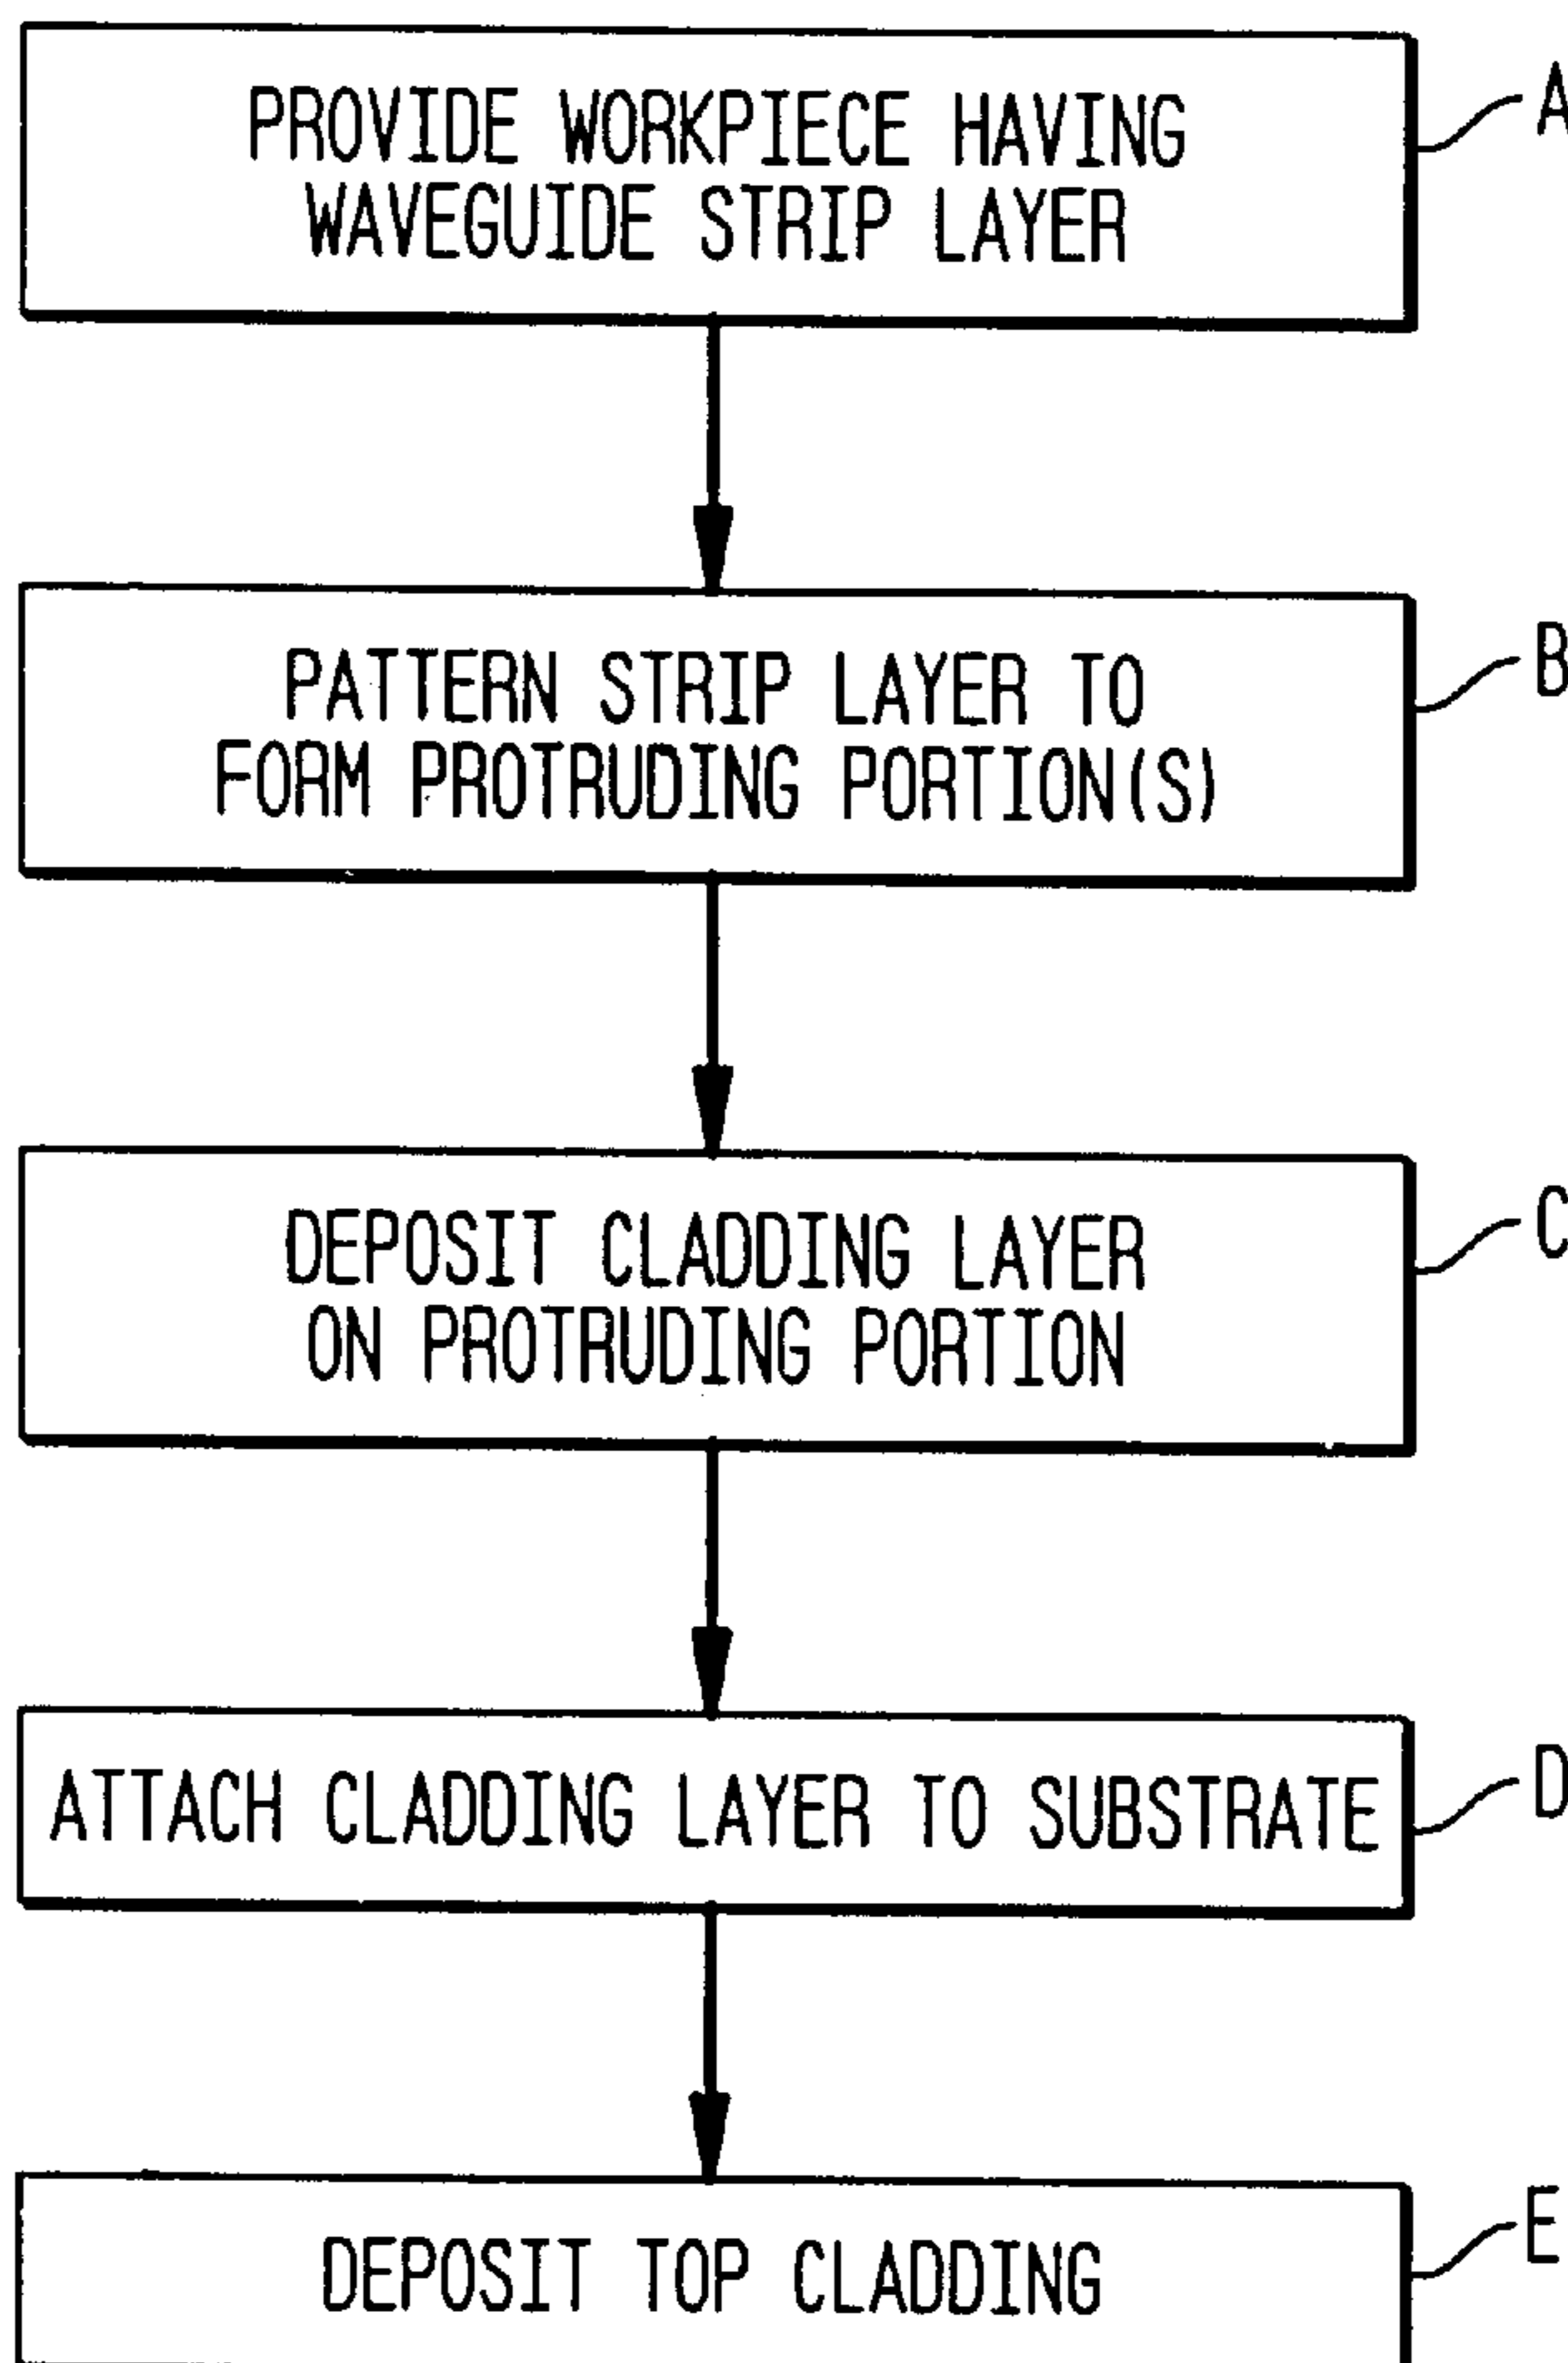 PROVIDE WORKPIECE HAVING
WAVEGUIDE STRIP LAYER
A
PATTERN STRIP LAYER TO
FORM PROTRUDING PORTION(S)
B
DEPOSIT CLADDING LAYER
ON PROTRUDING PORTION
C
ATTACH CLADDING LAYER TO SUBSTRATE
D
DEPOSIT TOP CLADDING
E